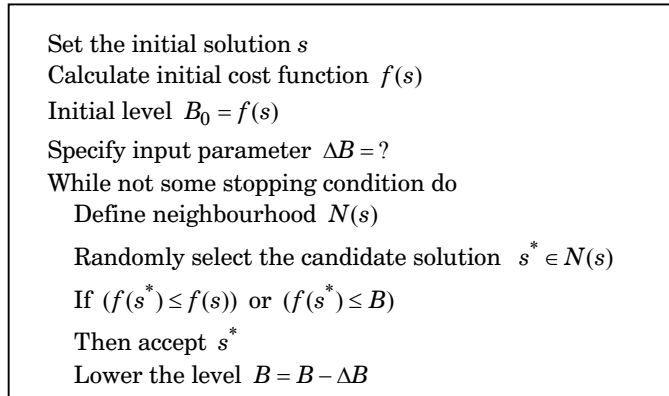 Set the initial solution s
Calculate initial cost function f(s)
Initial level B₀ = f(s)
Specify input parameter ΔB = ?
While not some stopping condition do
Define neighbourhood N(s)
Randomly select the candidate solution s* ∈ N(s)
If (f(s*) ≤ f(s)) or (f(s*) ≤ B)
Then accept s*
Lower the level B = B − ΔB